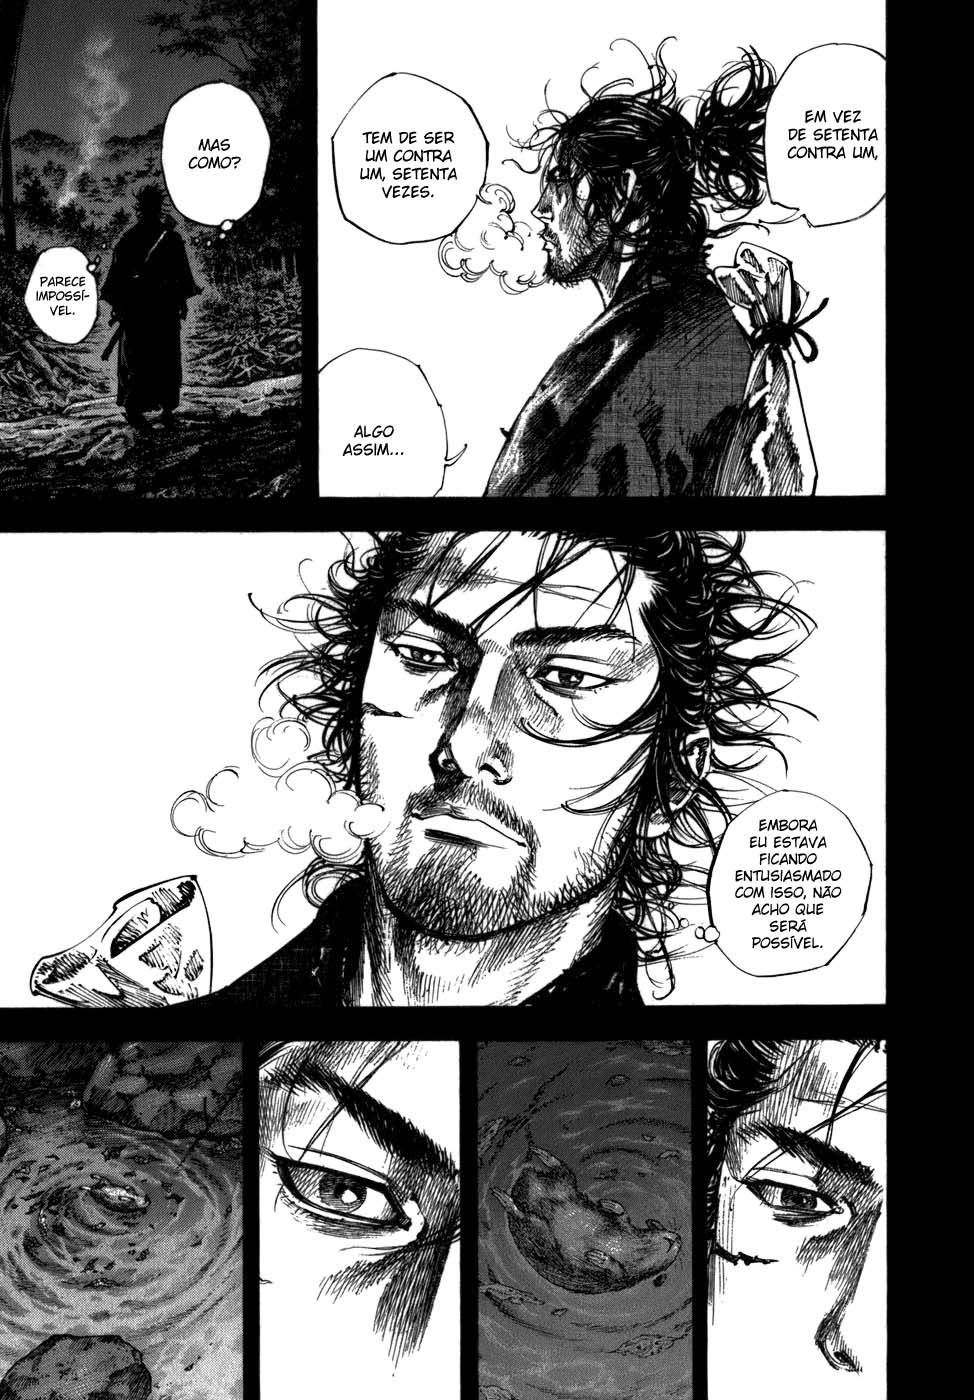 EM VEZ
DE SETENTA
CONTRA UM,
TEM DE SER
UM CONTRA
UM, SETENTA
VEZES.
ALGO
ASSIM...
MAS
COMO?
PARECE
IMPOSSÍ-
VEL.
EMBORA
EU ESTAVA
FICANDO
ENTUSIASMADO
COM ISSO, NÃO
ACHO QUE
SERÁ
POSSÍVEL.